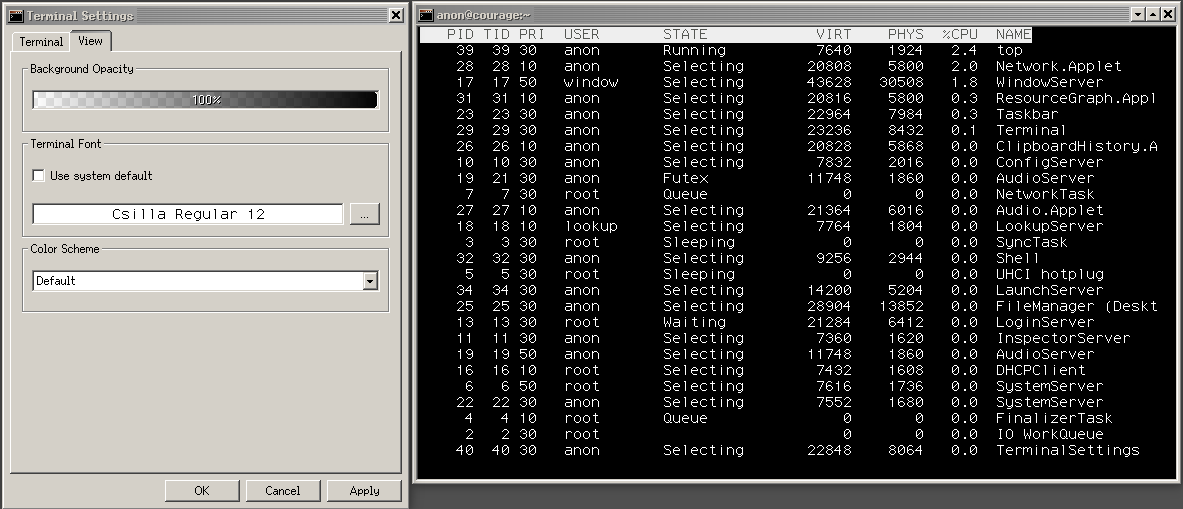 Terminal Settings
Terminal View
Background Opacity
100%
Terminal Font
Use system default
Csilla Regular 12
...
Color Scheme
Default
OK Cancel Apply
anon@courage:~
PID TID PRI USER STATE VIRT PHYS %CPU NAME
39 39 30 anon Running 7640 1924 2.4 top
28 28 10 anon Selecting 20808 5800 2.0 Network.Applet
17 17 50 window Selecting 43628 30508 1.8 WindowServer
31 31 10 anon Selecting 20816 5800 0.3 ResourceGraph.Appl
23 23 30 anon Selecting 22964 7984 0.3 Taskbar
29 29 30 anon Selecting 23236 8432 0.1 Terminal
26 26 10 anon Selecting 20828 5868 0.0 ClipboardHistory.A
10 10 30 anon Selecting 7832 2016 0.0 ConfigServer
19 21 30 anon Futex 11748 1860 0.0 AudioServer
7 7 30 root Queue 0 0 0.0 NetworkTask
27 27 10 anon Selecting 21364 6016 0.0 Audio.Applet
18 18 10 lookup Selecting 7764 1804 0.0 LookupServer
3 3 30 root Sleeping 0 0 0.0 SyncTask
32 32 30 anon Selecting 9256 2944 0.0 Shell
5 5 30 root Sleeping 0 0 0.0 UHCI hotplug
34 34 30 anon Selecting 14200 5204 0.0 LaunchServer
25 25 30 anon Selecting 28904 13852 0.0 FileManager (Deskt
13 13 30 root Waiting 21284 6412 0.0 LoginServer
11 11 30 anon Selecting 7360 1620 0.0 InspectorServer
19 19 50 anon Selecting 11748 1860 0.0 AudioServer
16 16 10 root Selecting 7432 1608 0.0 DHCPClient
6 6 50 root Selecting 7616 1736 0.0 SystemServer
22 22 30 anon Selecting 7552 1680 0.0 SystemServer
4 4 10 root Queue 0 0 0.0 FinalizerTask
2 2 30 root 0 0 0.0 IO WorkQueue
40 40 30 anon Selecting 22848 8064 0.0 TerminalSettings